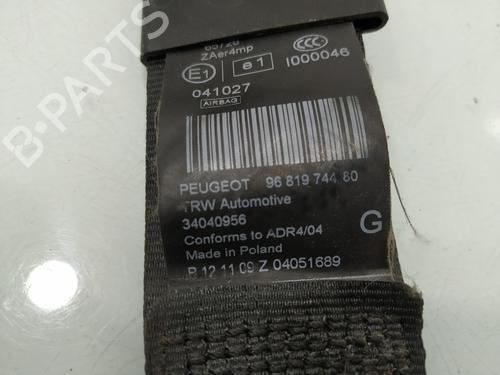 ZAer4mp
E1 e1 CCC I000046
041027
AIRBAG
PEUGEOT 96 819 744 80
TRW Automotive
34040956
Conforms to ADR4/04 G
Made in Poland
P 12 11 09 Z 04051689